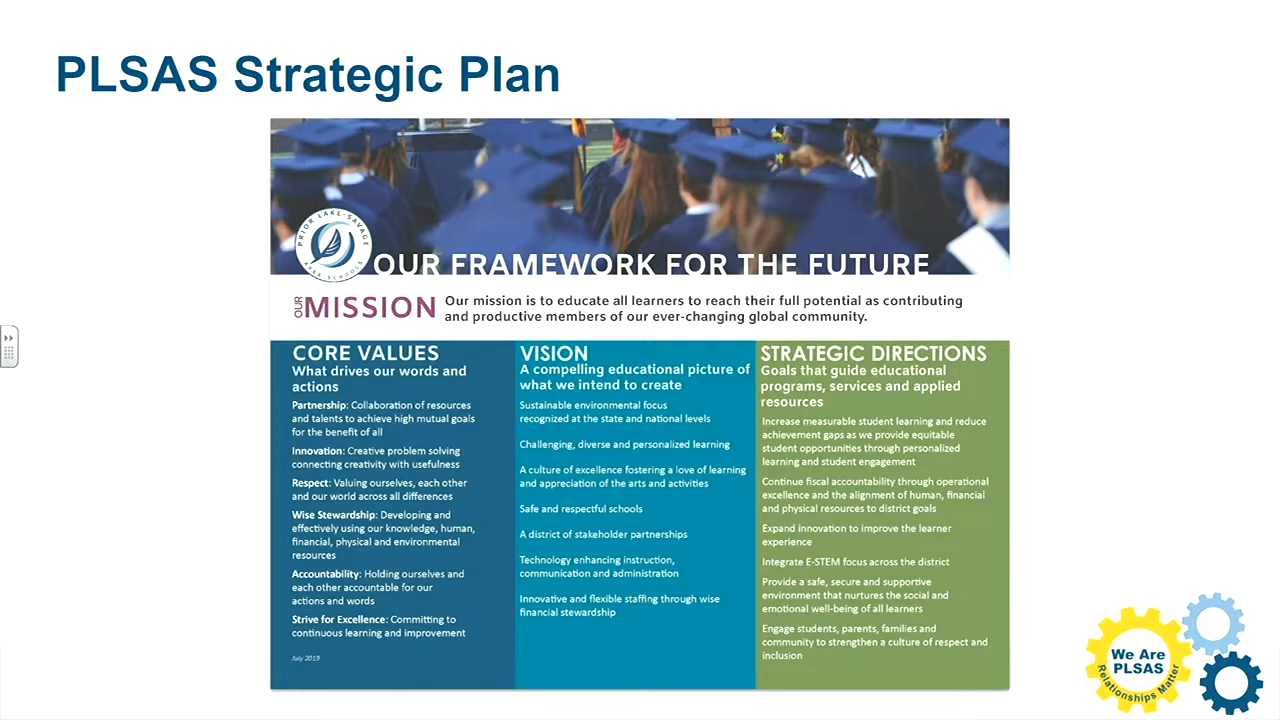 PLSAS Strategic Plan
PRIOR LAKE-SAVAGE
AREA SCHOOLS
OUR FRAMEWORK FOR THE FUTURE
OUR MISSION
Our mission is to educate all learners to reach their full potential as contributing
and productive members of our ever-changing global community.
CORE VALUES
What drives our words and
actions
Partnership: Collaboration of resources
and talents to achieve high mutual goals
for the benefit of all
Innovation: Creative problem solving
connecting creativity with usefulness
Respect: Valuing ourselves, each other
and our world across all differences
Wise Stewardship: Developing and
effectively using our knowledge, human,
financial, physical and environmental
resources
Accountability: Holding ourselves and
each other accountable for our
actions and words
Strive for Excellence: Committing to
continuous learning and improvement
July 2019
VISION
A compelling educational picture of
what we intend to create
Sustainable environmental focus
recognized at the state and national levels
Challenging, diverse and personalized learning
A culture of excellence fostering a love of learning
and appreciation of the arts and activities
Safe and respectful schools
A district of stakeholder partnerships
Technology enhancing instruction,
communication and administration
Innovative and flexible staffing through wise
financial stewardship
STRATEGIC DIRECTIONS
Goals that guide educational
programs, services and applied
resources
Increase measurable student learning and reduce
achievement gaps as we provide equitable
student opportunities through personalized
learning and student engagement
Continue fiscal accountability through operational
excellence and the alignment of human, financial
and physical resources to district goals
Expand innovation to improve the learner
experience
Integrate E-STEM focus across the district
Provide a safe, secure and supportive
environment that nurtures the social and
emotional well-being of all learners
Engage students, parents, families and
community to strengthen a culture of respect and
inclusion
We Are
PLSAS
Relationships Matter